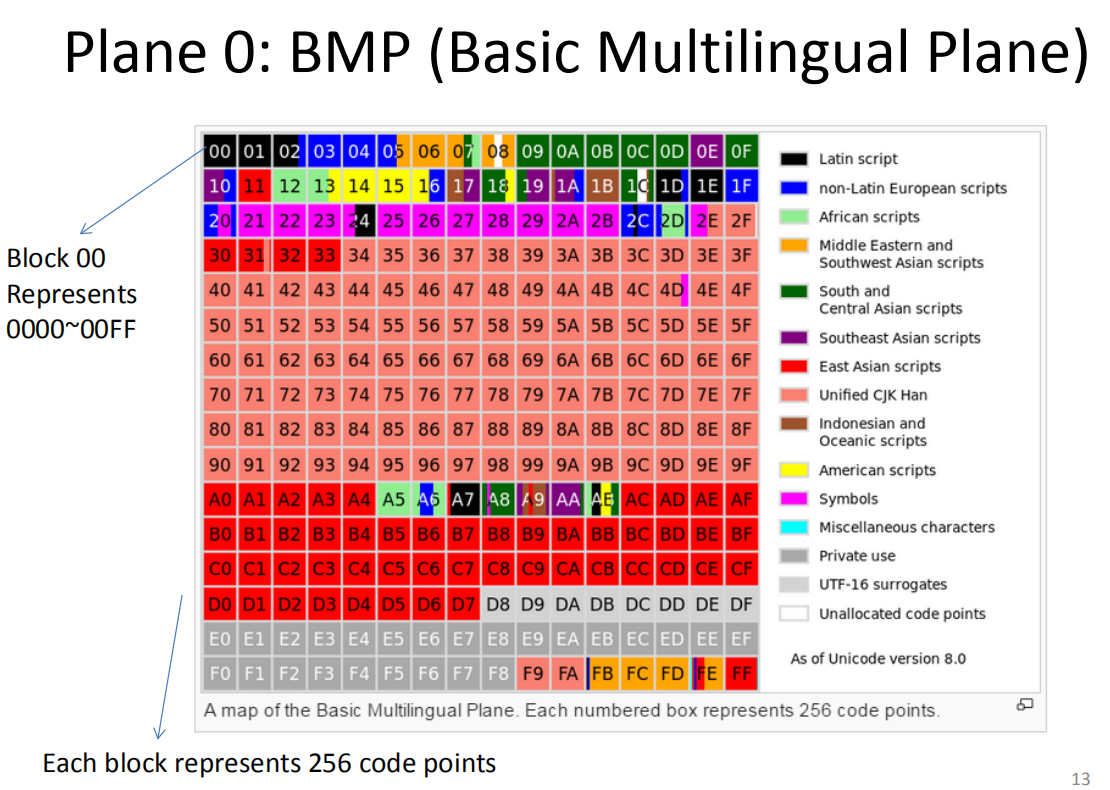 Plane 0: BMP (Basic Multilingual Plane)
00 01 02 03 04 05 06 07 08 09 0A 0B 0C 0D 0E 0F
10 11 12 13 14 15 16 17 18 19 1A 1B 1C 1D 1E 1F
20 21 22 23 24 25 26 27 28 29 2A 2B 2C 2D 2E 2F
30 31 32 33 34 35 36 37 38 39 3A 3B 3C 3D 3E 3F
40 41 42 43 44 45 46 47 48 49 4A 4B 4C 4D 4E 4F
50 51 52 53 54 55 56 57 58 59 5A 5B 5C 5D 5E 5F
60 61 62 63 64 65 66 67 68 69 6A 6B 6C 6D 6E 6F
70 71 72 73 74 75 76 77 78 79 7A 7B 7C 7D 7E 7F
80 81 82 83 84 85 86 87 88 89 8A 8B 8C 8D 8E 8F
90 91 92 93 94 95 96 97 98 99 9A 9B 9C 9D 9E 9F
A0 A1 A2 A3 A4 A5 A6 A7 A8 A9 AA AB AC AD AE AF
B0 B1 B2 B3 B4 B5 B6 B7 B8 B9 BA BB BC BD BE BF
C0 C1 C2 C3 C4 C5 C6 C7 C8 C9 CA CB CC CD CE CF
D0 D1 D2 D3 D4 D5 D6 D7 D8 D9 DA DB DC DD DE DF
E0 E1 E2 E3 E4 E5 E6 E7 E8 E9 EA EB EC ED EE EF
F0 F1 F2 F3 F4 F5 F6 F7 F8 F9 FA FB FC FD FE FF
Latin script
non-Latin European scripts
African scripts
Middle Eastern and
Southwest Asian scripts
South and
Central Asian scripts
Southeast Asian scripts
East Asian scripts
Unified CJK Han
Indonesian and
Oceanic scripts
American scripts
Symbols
Miscellaneous characters
Private use
UTF-16 surrogates
Unallocated code points
As of Unicode version 8.0
A map of the Basic Multilingual Plane. Each numbered box represents 256 code points.
Block 00
Represents
0000~00FF
Each block represents 256 code points
13